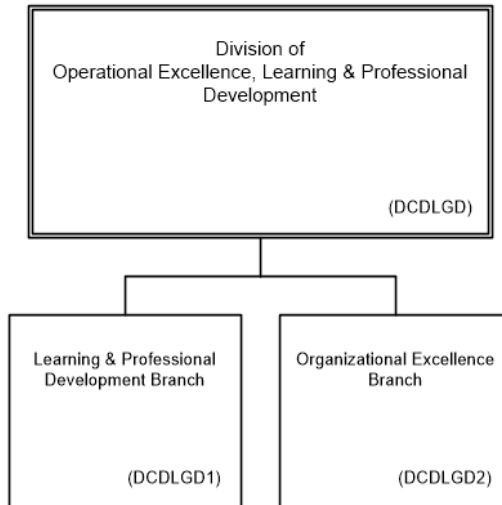 Division of
Operational Excellence, Learning & Professional
Development
(DCDLGD)
Learning & Professional
Development Branch
(DCDLGD1)
Organizational Excellence
Branch
(DCDLGD2)